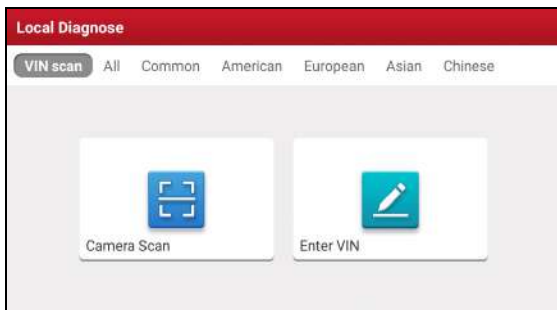 Local Diagnose
VIN scan All Common American European Asian Chinese
Camera Scan Enter VIN